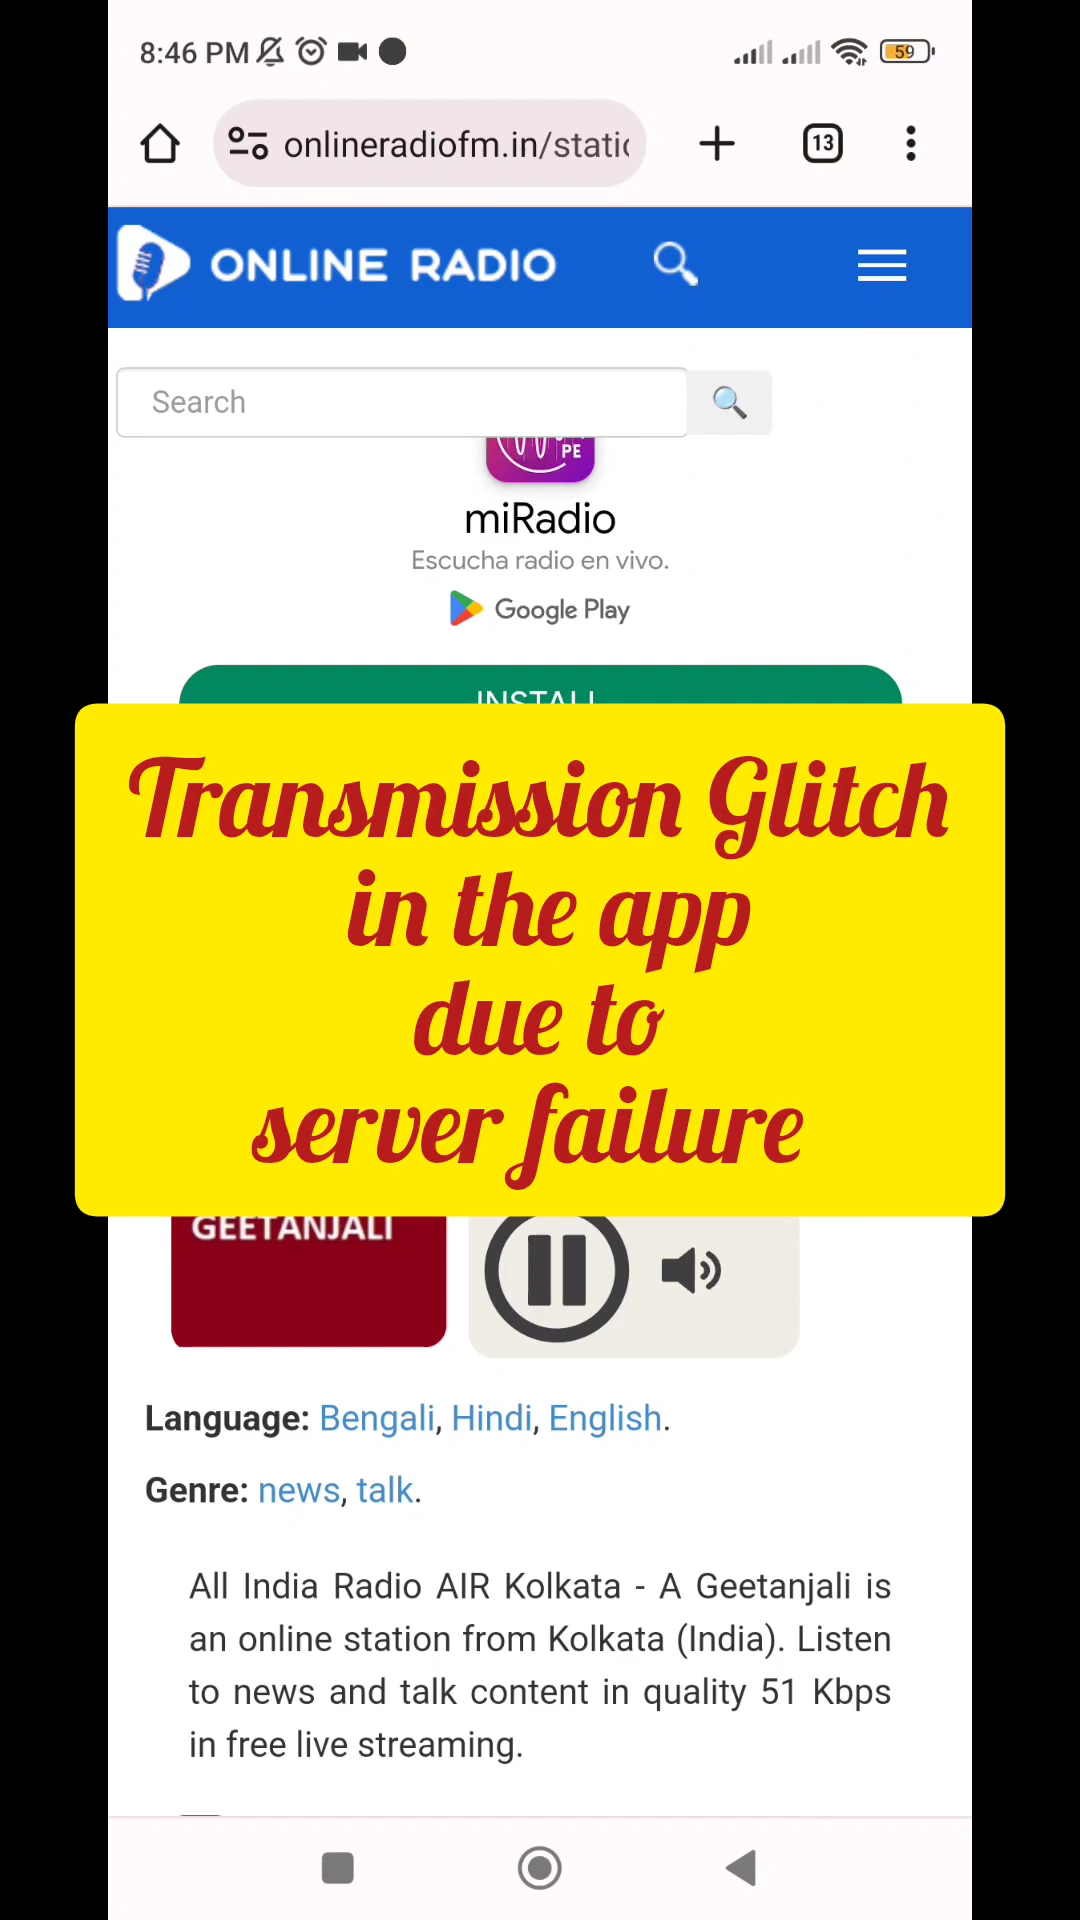 8:46 PM
59
onlineradiofm.in/static
13
ONLINE RADIO
Search
PE
miRadio
Escucha radio en vivo.
Google Play
INSTALL
Transmission Glitch
in the app
due to
server failure
GEETANJALI
Language: Bengali, Hindi, English.
Genre: news, talk.
All India Radio AIR Kolkata - A Geetanjali is
an online station from Kolkata (India). Listen
to news and talk content in quality 51 Kbps
in free live streaming.